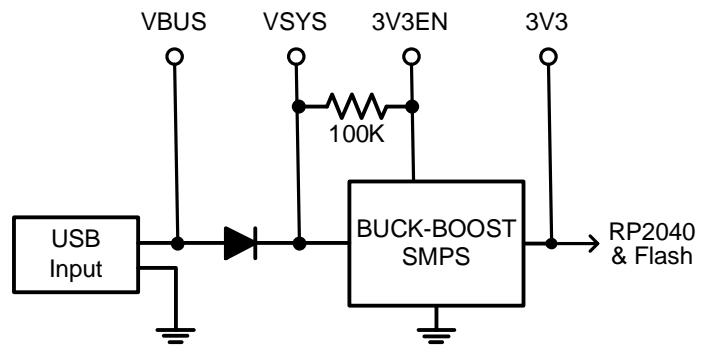 VBUS
VSYS
3V3EN
3V3
100K
USB
Input
BUCK-BOOST
SMPS
RP2040
& Flash